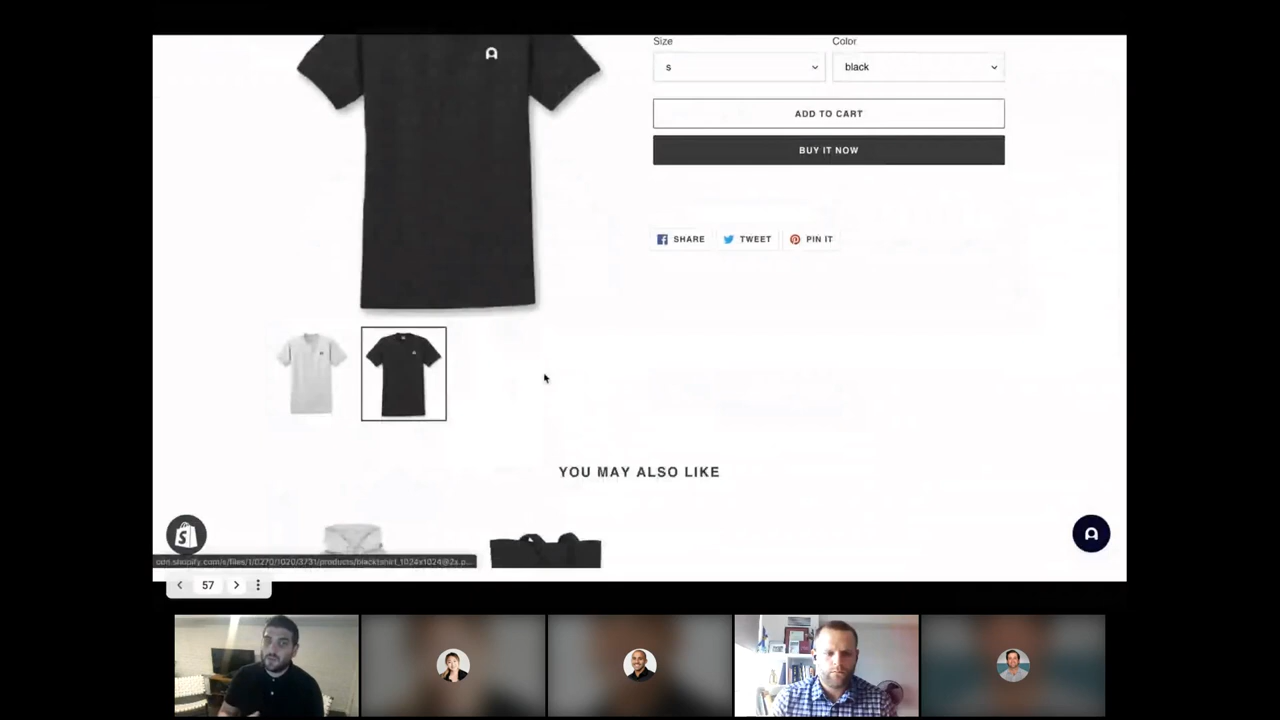 Size
Color
s
black
ADD TO CART
BUY IT NOW
SHARE
TWEET
PIN IT
YOU MAY ALSO LIKE
57